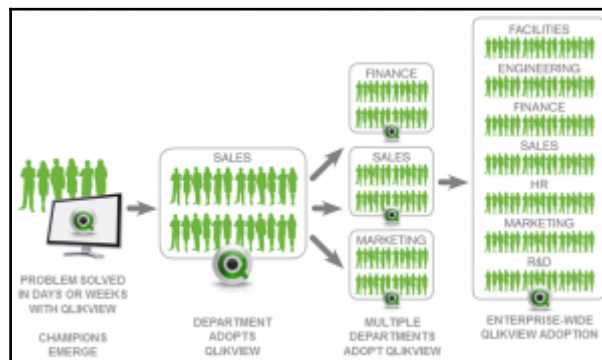 PROBLEM SOLVED
IN DAYS OR WEEKS
WITH QLIKVIEW
CHAMPIONS
EMERGE
SALES
DEPARTMENT
ADOPTS
QLIKVIEW
FINANCE
SALES
MARKETING
MULTIPLE
DEPARTMENTS
ADOPT QLIKVIEW
FACILITIES
ENGINEERING
FINANCE
SALES
HR
MARKETING
R&D
ENTERPRISE-WIDE
QLIKVIEW ADOPTION